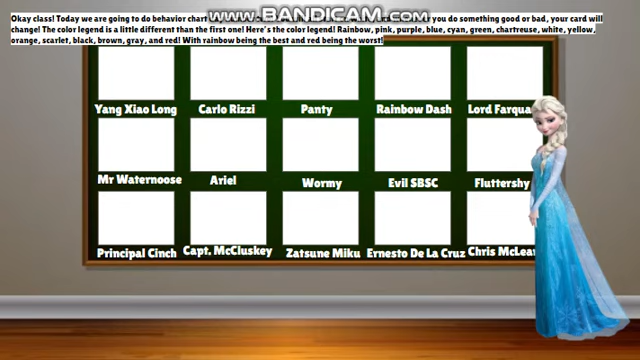 www.BANDICAM.com
Okay class! Today we are going to do behavior chart you do something good or bad, your card will
change! The color legend is a little different than the first one! Here's the color legend! Rainbow, pink, purple, blue, cyan, green, chartreuse, white, yellow,
orange, scarlet, black, brown, gray, and red! With rainbow being the best and red being the worst!
Yang Xiao Long Carlo Rizzi Panty Rainbow Dash Lord Farqua
Mr Waternoose Ariel Wormy Evil SBSC Fluttershy
Principal Cinch Capt. McCluskey Zatsune Miku Ernesto De La Cruz Chris McLean